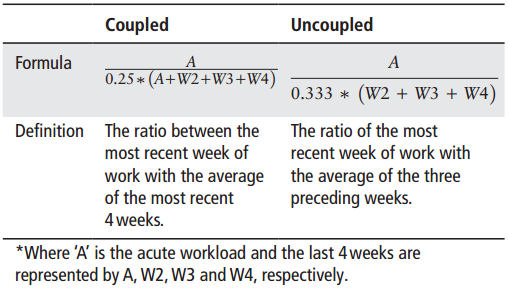 Coupled Uncoupled
Formula A / 0.25∗(A+W2+W3+W4) A / 0.333 ∗ (W2 + W3 + W4)
Definition The ratio between the The ratio of the most
most recent week of recent week of work with
work with the average the average of the three
of the most recent preceding weeks.
4 weeks.
*Where ‘A’ is the acute workload and the last 4 weeks are
represented by A, W2, W3 and W4, respectively.